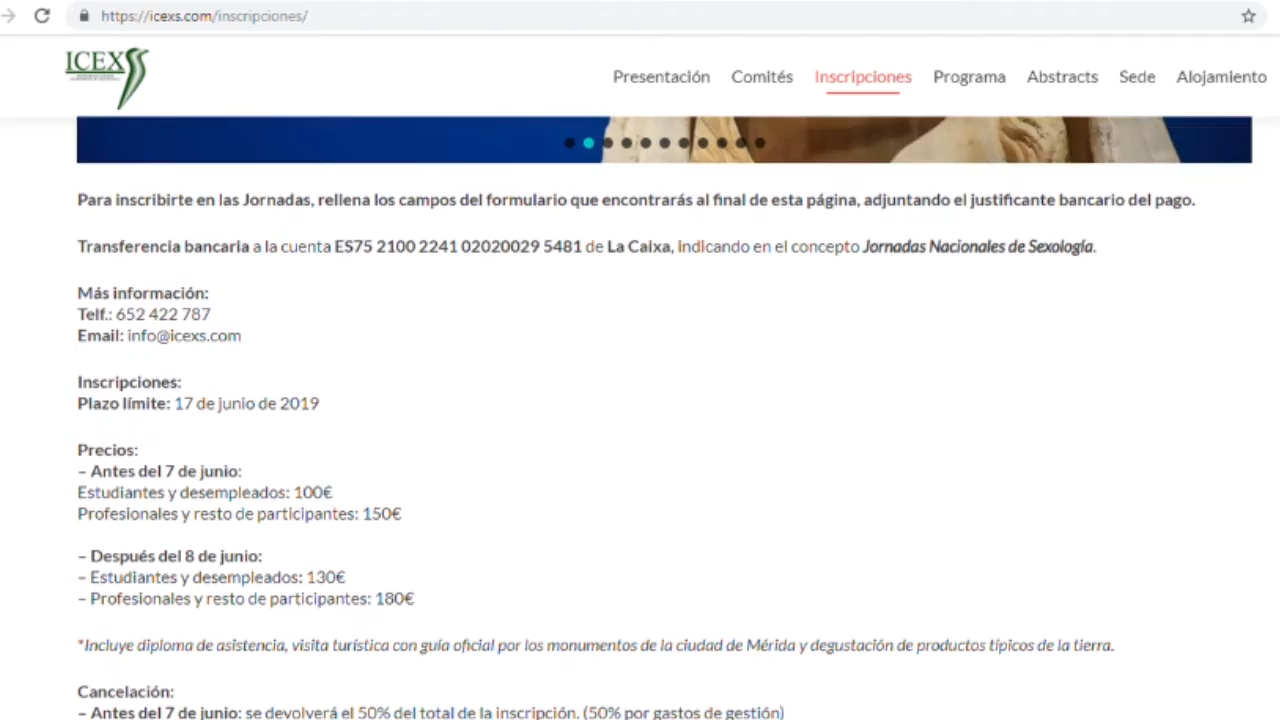 https://icexs.com/inscripciones/
ICEXS
Presentación Comités Inscripciones Programa Abstracts Sede Alojamiento
Para inscribirte en las Jornadas, rellena los campos del formulario que encontrarás al final de esta página, adjuntando el justificante bancario del pago.
Transferencia bancaria a la cuenta ES75 2100 2241 02020029 5481 de La Caixa, indicando en el concepto Jornadas Nacionales de Sexología.
Más información:
Telf.: 652 422 787
Email: info@icexs.com
Inscripciones:
Plazo límite: 17 de junio de 2019
Precios:
– Antes del 7 de junio:
Estudiantes y desempleados: 100€
Profesionales y resto de participantes: 150€
– Después del 8 de junio:
– Estudiantes y desempleados: 130€
– Profesionales y resto de participantes: 180€
*Incluye diploma de asistencia, visita turística con guía oficial por los monumentos de la ciudad de Mérida y degustación de productos típicos de la tierra.
Cancelación:
– Antes del 7 de junio: se devolverá el 50% del total de la inscripción. (50% por gastos de gestión)